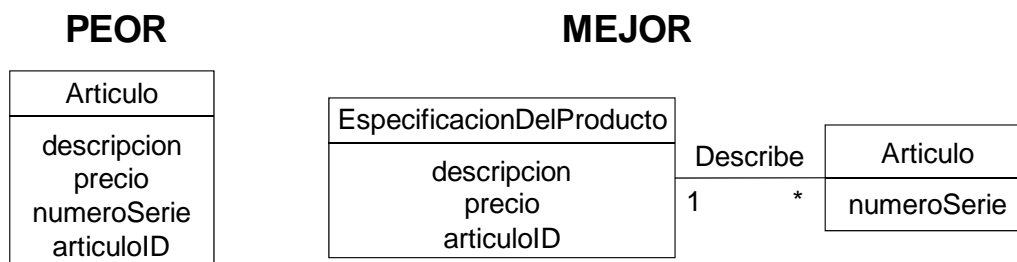 PEOR
MEJOR
Articulo
descripcion
precio
numeroSerie
articuloID
EspecificacionDelProducto
descripcion
precio
articuloID
Describe
1
*
Articulo
numeroSerie